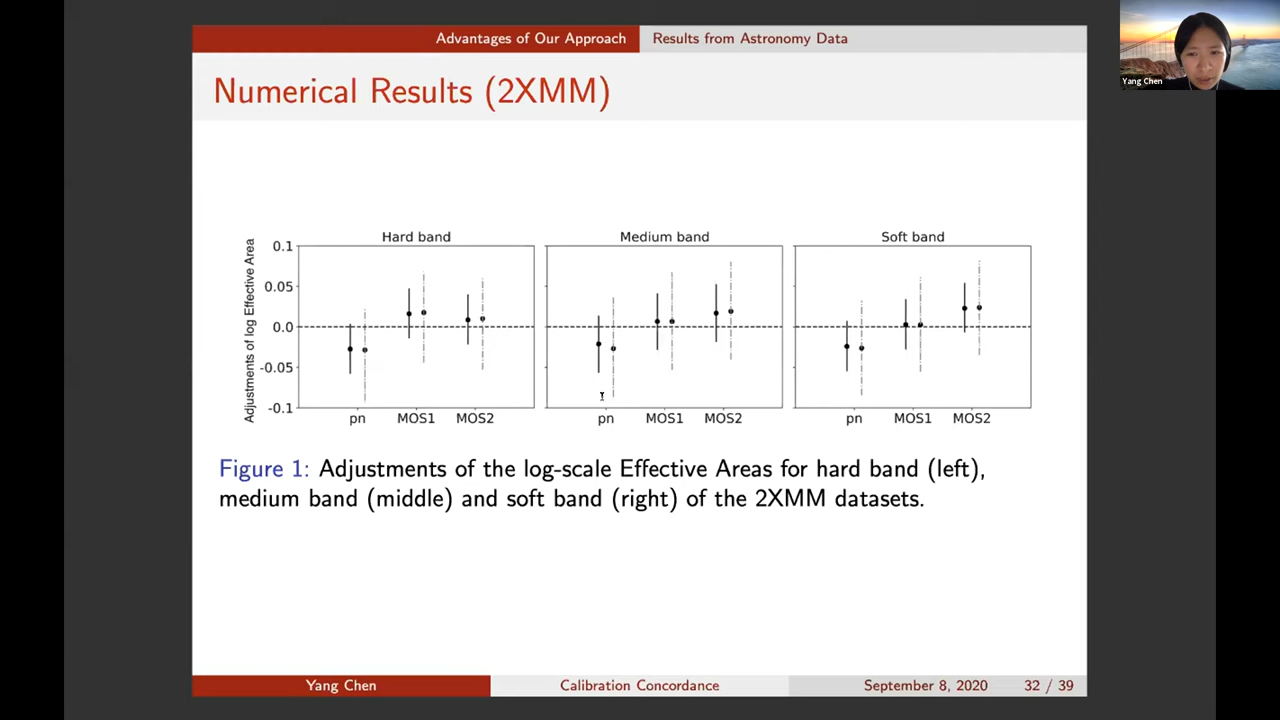 Advantages of Our Approach Results from Astronomy Data
Yang Chen
Numerical Results (2XMM)
Hard band Medium band Soft band
Adjustments of log Effective Area
0.1
0.05
0.0
-0.05
-0.1
pn MOS1 MOS2 pn MOS1 MOS2 pn MOS1 MOS2
Figure 1: Adjustments of the log-scale Effective Areas for hard band (left),
medium band (middle) and soft band (right) of the 2XMM datasets.
Yang Chen Calibration Concordance September 8, 2020 32 / 39